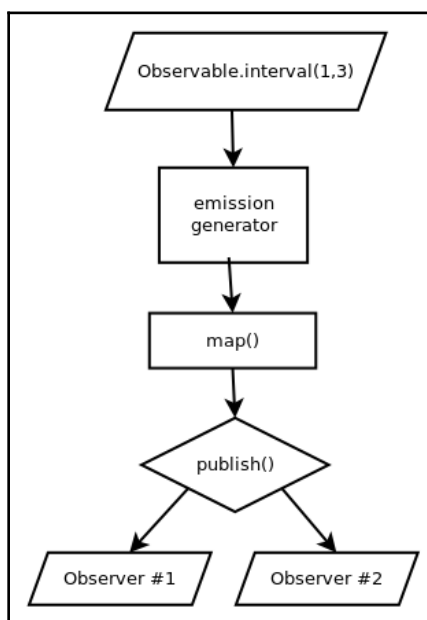 Observable.interval(1,3)
emission
generator
map()
publish()
Observer #1
Observer #2